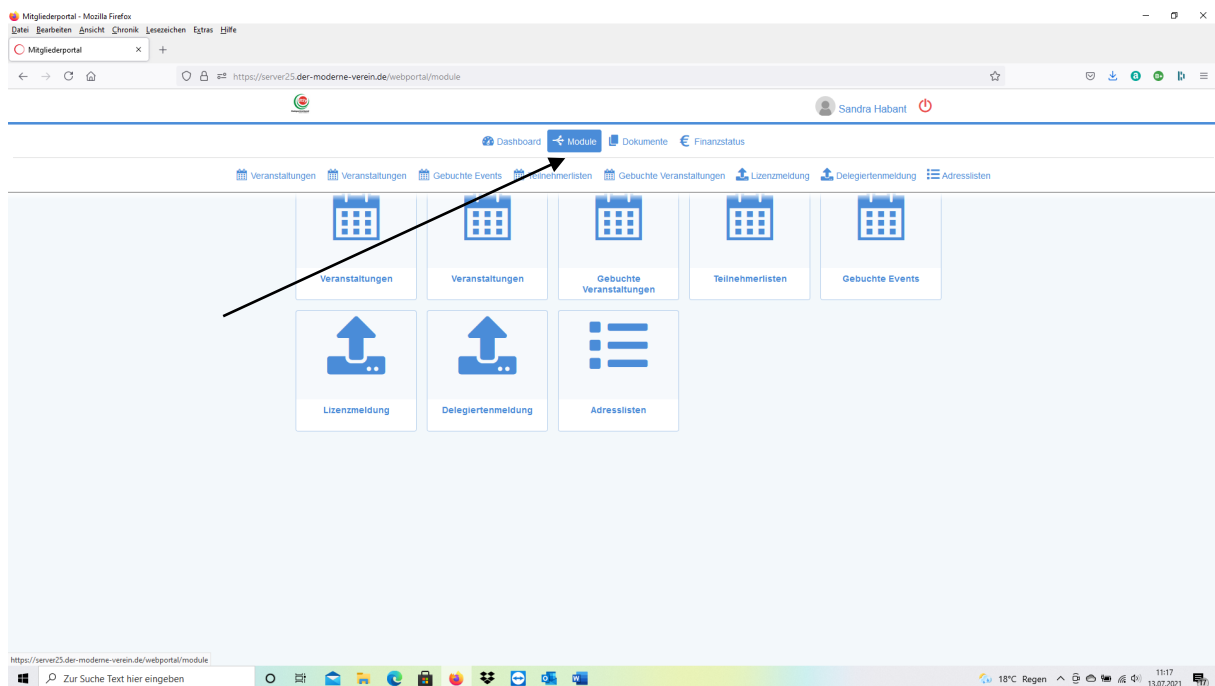 Mitgliederportal - Mozilla Firefox
Datei Bearbeiten Ansicht Chronik Lesezeichen Extras Hilfe
Mitgliederportal
https://server25.der-moderne-verein.de/webportal/module
Sandra Habant
Dashboard Module Dokumente Finanzstatus
Veranstaltungen Veranstaltungen Gebuchte Events Teilnehmerlisten Gebuchte Veranstaltungen Lizenzmeldung Delegiertenmeldung Adresslisten
Veranstaltungen Veranstaltungen Gebuchte Teilnehmerlisten Gebuchte Events
Veranstaltungen
Lizenzmeldung Delegiertenmeldung Adresslisten
https://server25.der-moderne-verein.de/webportal/module
Zur Suche Text hier eingeben
18°C Regen
11:17
13.07.2021